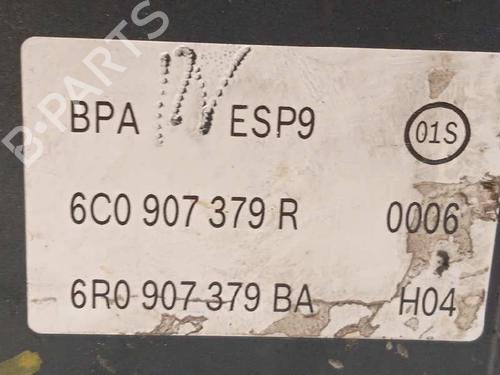 BPA ESP9 01S
6C0 907 379 R 0006
6R0 907 379 BA H04
B-PARTS